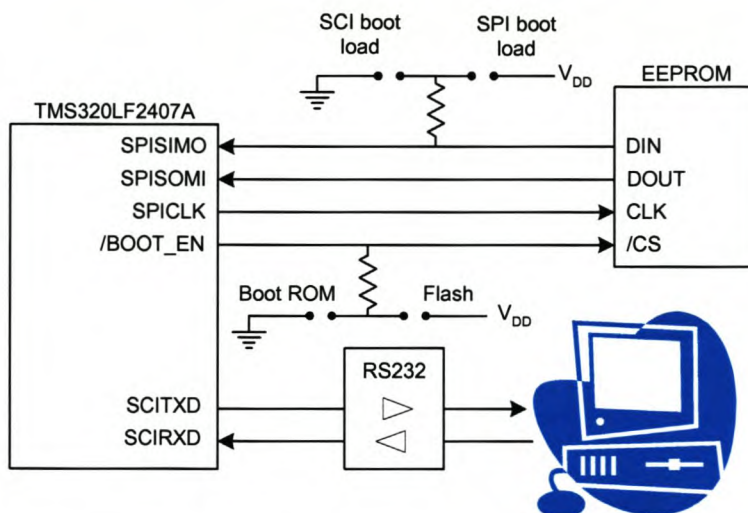 SCI boot
load
SPI boot
load
V_DD
EEPROM
TMS320LF2407A
SPISIMO
DIN
SPISOMI
DOUT
SPICLK
CLK
/BOOT_EN
/CS
Boot ROM
Flash
V_DD
RS232
SCITXD
SCIRXD